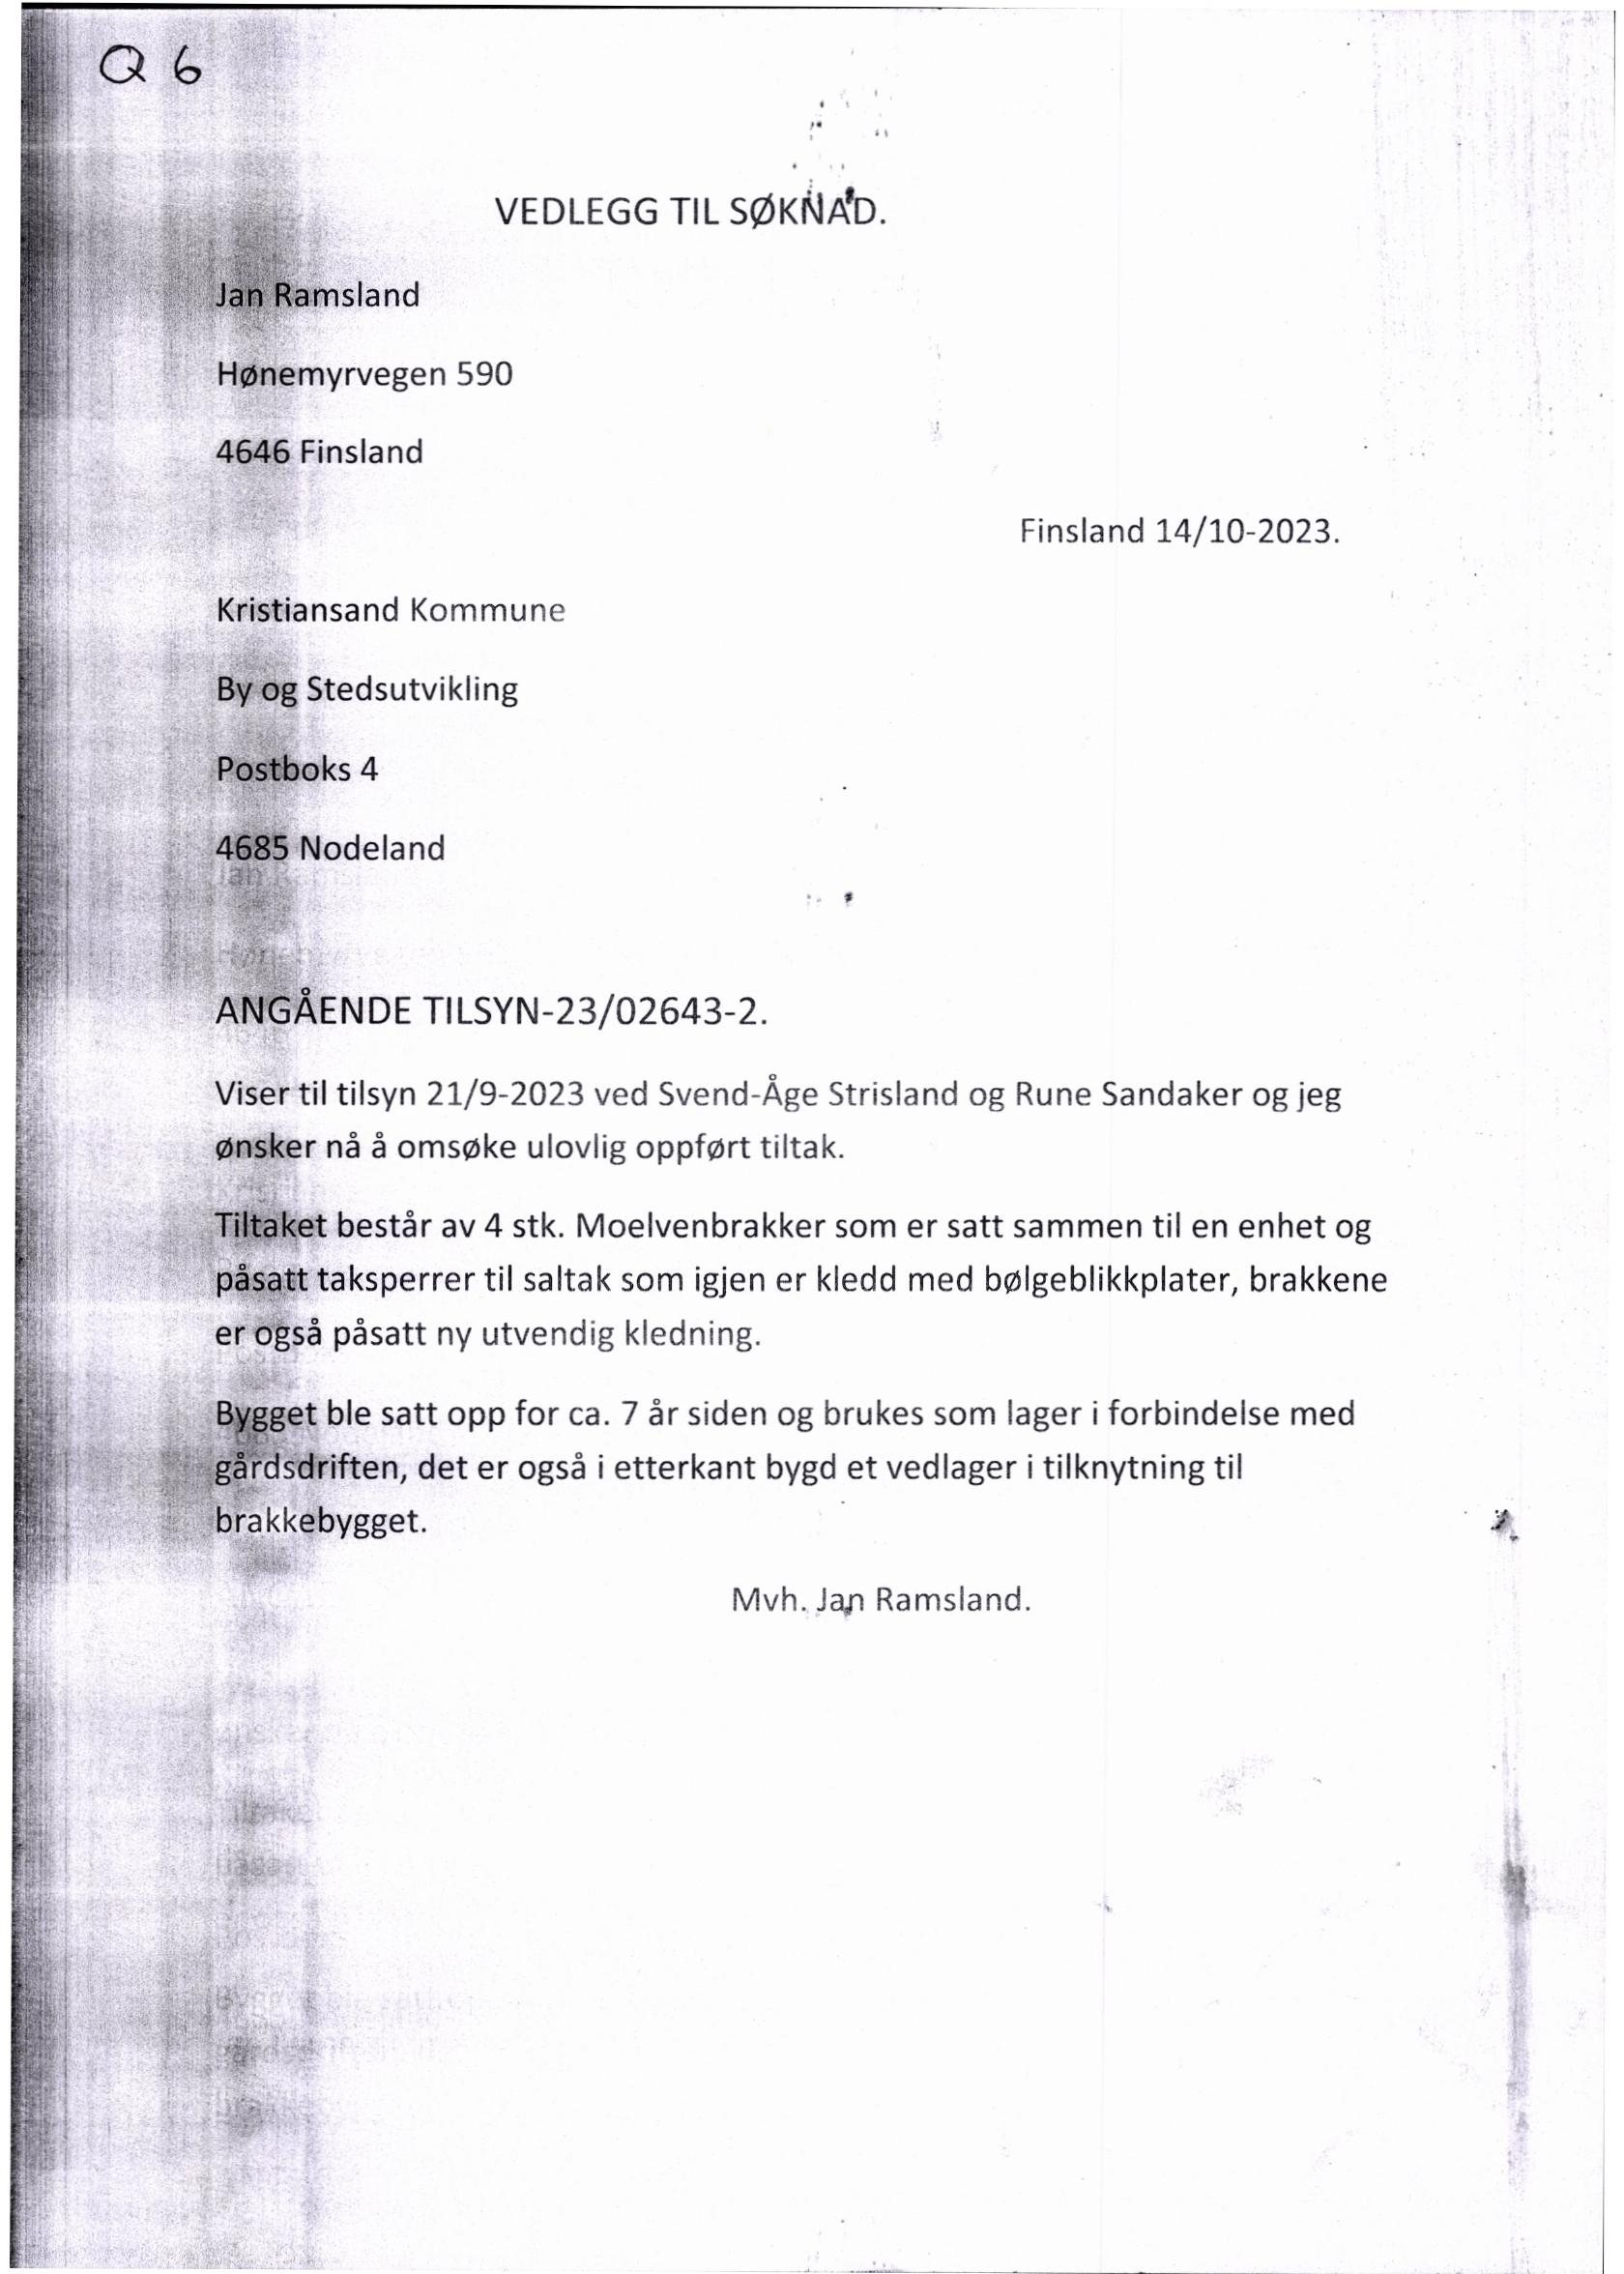 Q 6
VEDLEGG TIL SØKNAD.
Jan Ramsland
Hønemyrvegen 590
4646 Finsland
Finsland 14/10-2023.
Kristiansand Kommune
By og Stedsutvikling
Postboks 4
4685 Nodeland
ANGÅENDE TILSYN-23/02643-2.
Viser til tilsyn 21/9-2023 ved Svend-Åge Strisland og Rune Sandaker og jeg
ønsker nå å omsøke ulovlig oppført tiltak.
Tiltaket består av 4 stk. Moelvenbrakker som er satt sammen til en enhet og
påsatt taksperrer til saltak som igjen er kledd med bølgeblikkplater, brakkene
er også påsatt ny utvendig kledning.
Bygget ble satt opp for ca. 7 år siden og brukes som lager i forbindelse med
gårdsdriften, det er også i etterkant bygd et vedlager i tilknytning til
brakkebygget.
Mvh. Jan Ramsland.